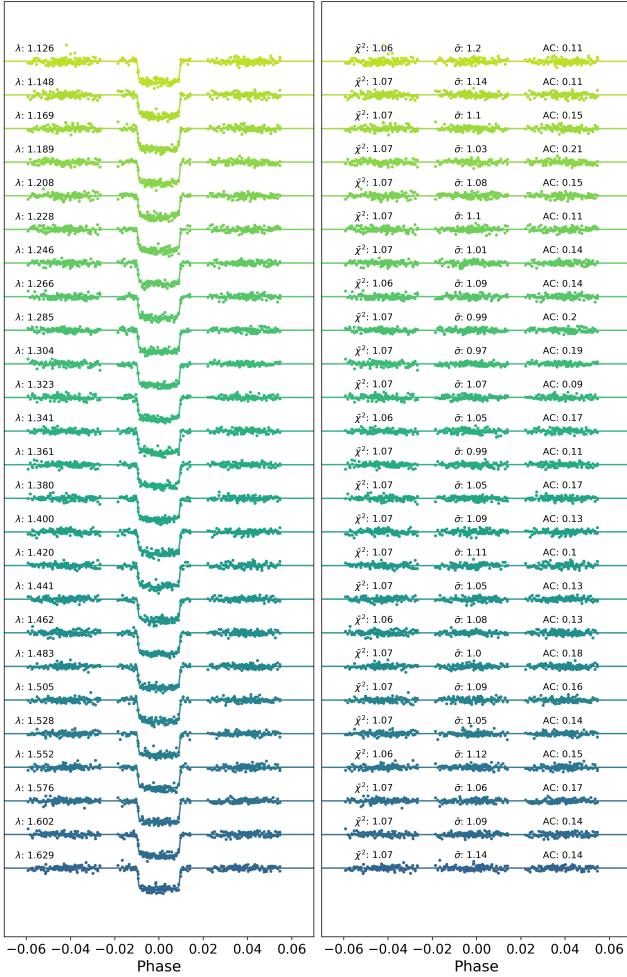 λ: 1.126 χ̄²: 1.06 σ̄: 1.2 AC: 0.11
λ: 1.148 χ̄²: 1.07 σ̄: 1.14 AC: 0.11
λ: 1.169 χ̄²: 1.07 σ̄: 1.1 AC: 0.15
λ: 1.189 χ̄²: 1.07 σ̄: 1.03 AC: 0.21
λ: 1.208 χ̄²: 1.07 σ̄: 1.08 AC: 0.15
λ: 1.228 χ̄²: 1.07 σ̄: 1.1 AC: 0.11
λ: 1.246 χ̄²: 1.07 σ̄: 1.01 AC: 0.14
λ: 1.266 χ̄²: 1.06 σ̄: 1.09 AC: 0.14
λ: 1.285 χ̄²: 1.07 σ̄: 0.99 AC: 0.2
λ: 1.304 χ̄²: 1.07 σ̄: 0.97 AC: 0.19
λ: 1.323 χ̄²: 1.07 σ̄: 1.07 AC: 0.09
λ: 1.341 χ̄²: 1.06 σ̄: 1.05 AC: 0.17
λ: 1.361 χ̄²: 1.07 σ̄: 0.99 AC: 0.11
λ: 1.380 χ̄²: 1.07 σ̄: 1.05 AC: 0.17
λ: 1.400 χ̄²: 1.07 σ̄: 1.09 AC: 0.13
λ: 1.420 χ̄²: 1.07 σ̄: 1.11 AC: 0.1
λ: 1.441 χ̄²: 1.07 σ̄: 1.05 AC: 0.13
λ: 1.462 χ̄²: 1.06 σ̄: 1.08 AC: 0.13
λ: 1.483 χ̄²: 1.07 σ̄: 1.0 AC: 0.18
λ: 1.505 χ̄²: 1.07 σ̄: 1.09 AC: 0.16
λ: 1.528 χ̄²: 1.07 σ̄: 1.05 AC: 0.14
λ: 1.552 χ̄²: 1.06 σ̄: 1.12 AC: 0.15
λ: 1.576 χ̄²: 1.07 σ̄: 1.06 AC: 0.17
λ: 1.602 χ̄²: 1.07 σ̄: 1.09 AC: 0.14
λ: 1.629 χ̄²: 1.07 σ̄: 1.14 AC: 0.14
−0.06 −0.04 −0.02 0.00 0.02 0.04 0.06 −0.06 −0.04 −0.02 0.00 0.02 0.04 0.06
Phase Phase